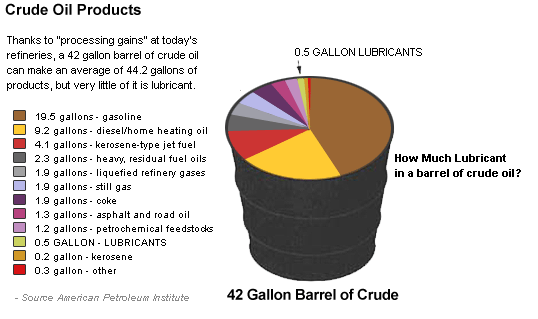 Crude Oil Products
Thanks to "processing gains" at today's
refineries, a 42 gallon barrel of crude oil
can make an average of 44.2 gallons of
products, but very little of it is lubricant.
0.5 GALLON LUBRICANTS
19.5 gallons - gasoline
9.2 gallons - diesel/home heating oil
4.1 gallons - kerosene-type jet fuel
2.3 gallons - heavy, residual fuel oils
1.9 gallons - liquefied refinery gases
1.9 gallons - still gas
1.9 gallons - coke
1.3 gallons - asphalt and road oil
1.2 gallons - petrochemical feedstocks
0.5 GALLON - LUBRICANTS
0.2 gallon - kerosene
0.3 gallon - other
How Much Lubricant
in a barrel of crude oil?
- Source American Petroleum Institute
42 Gallon Barrel of Crude